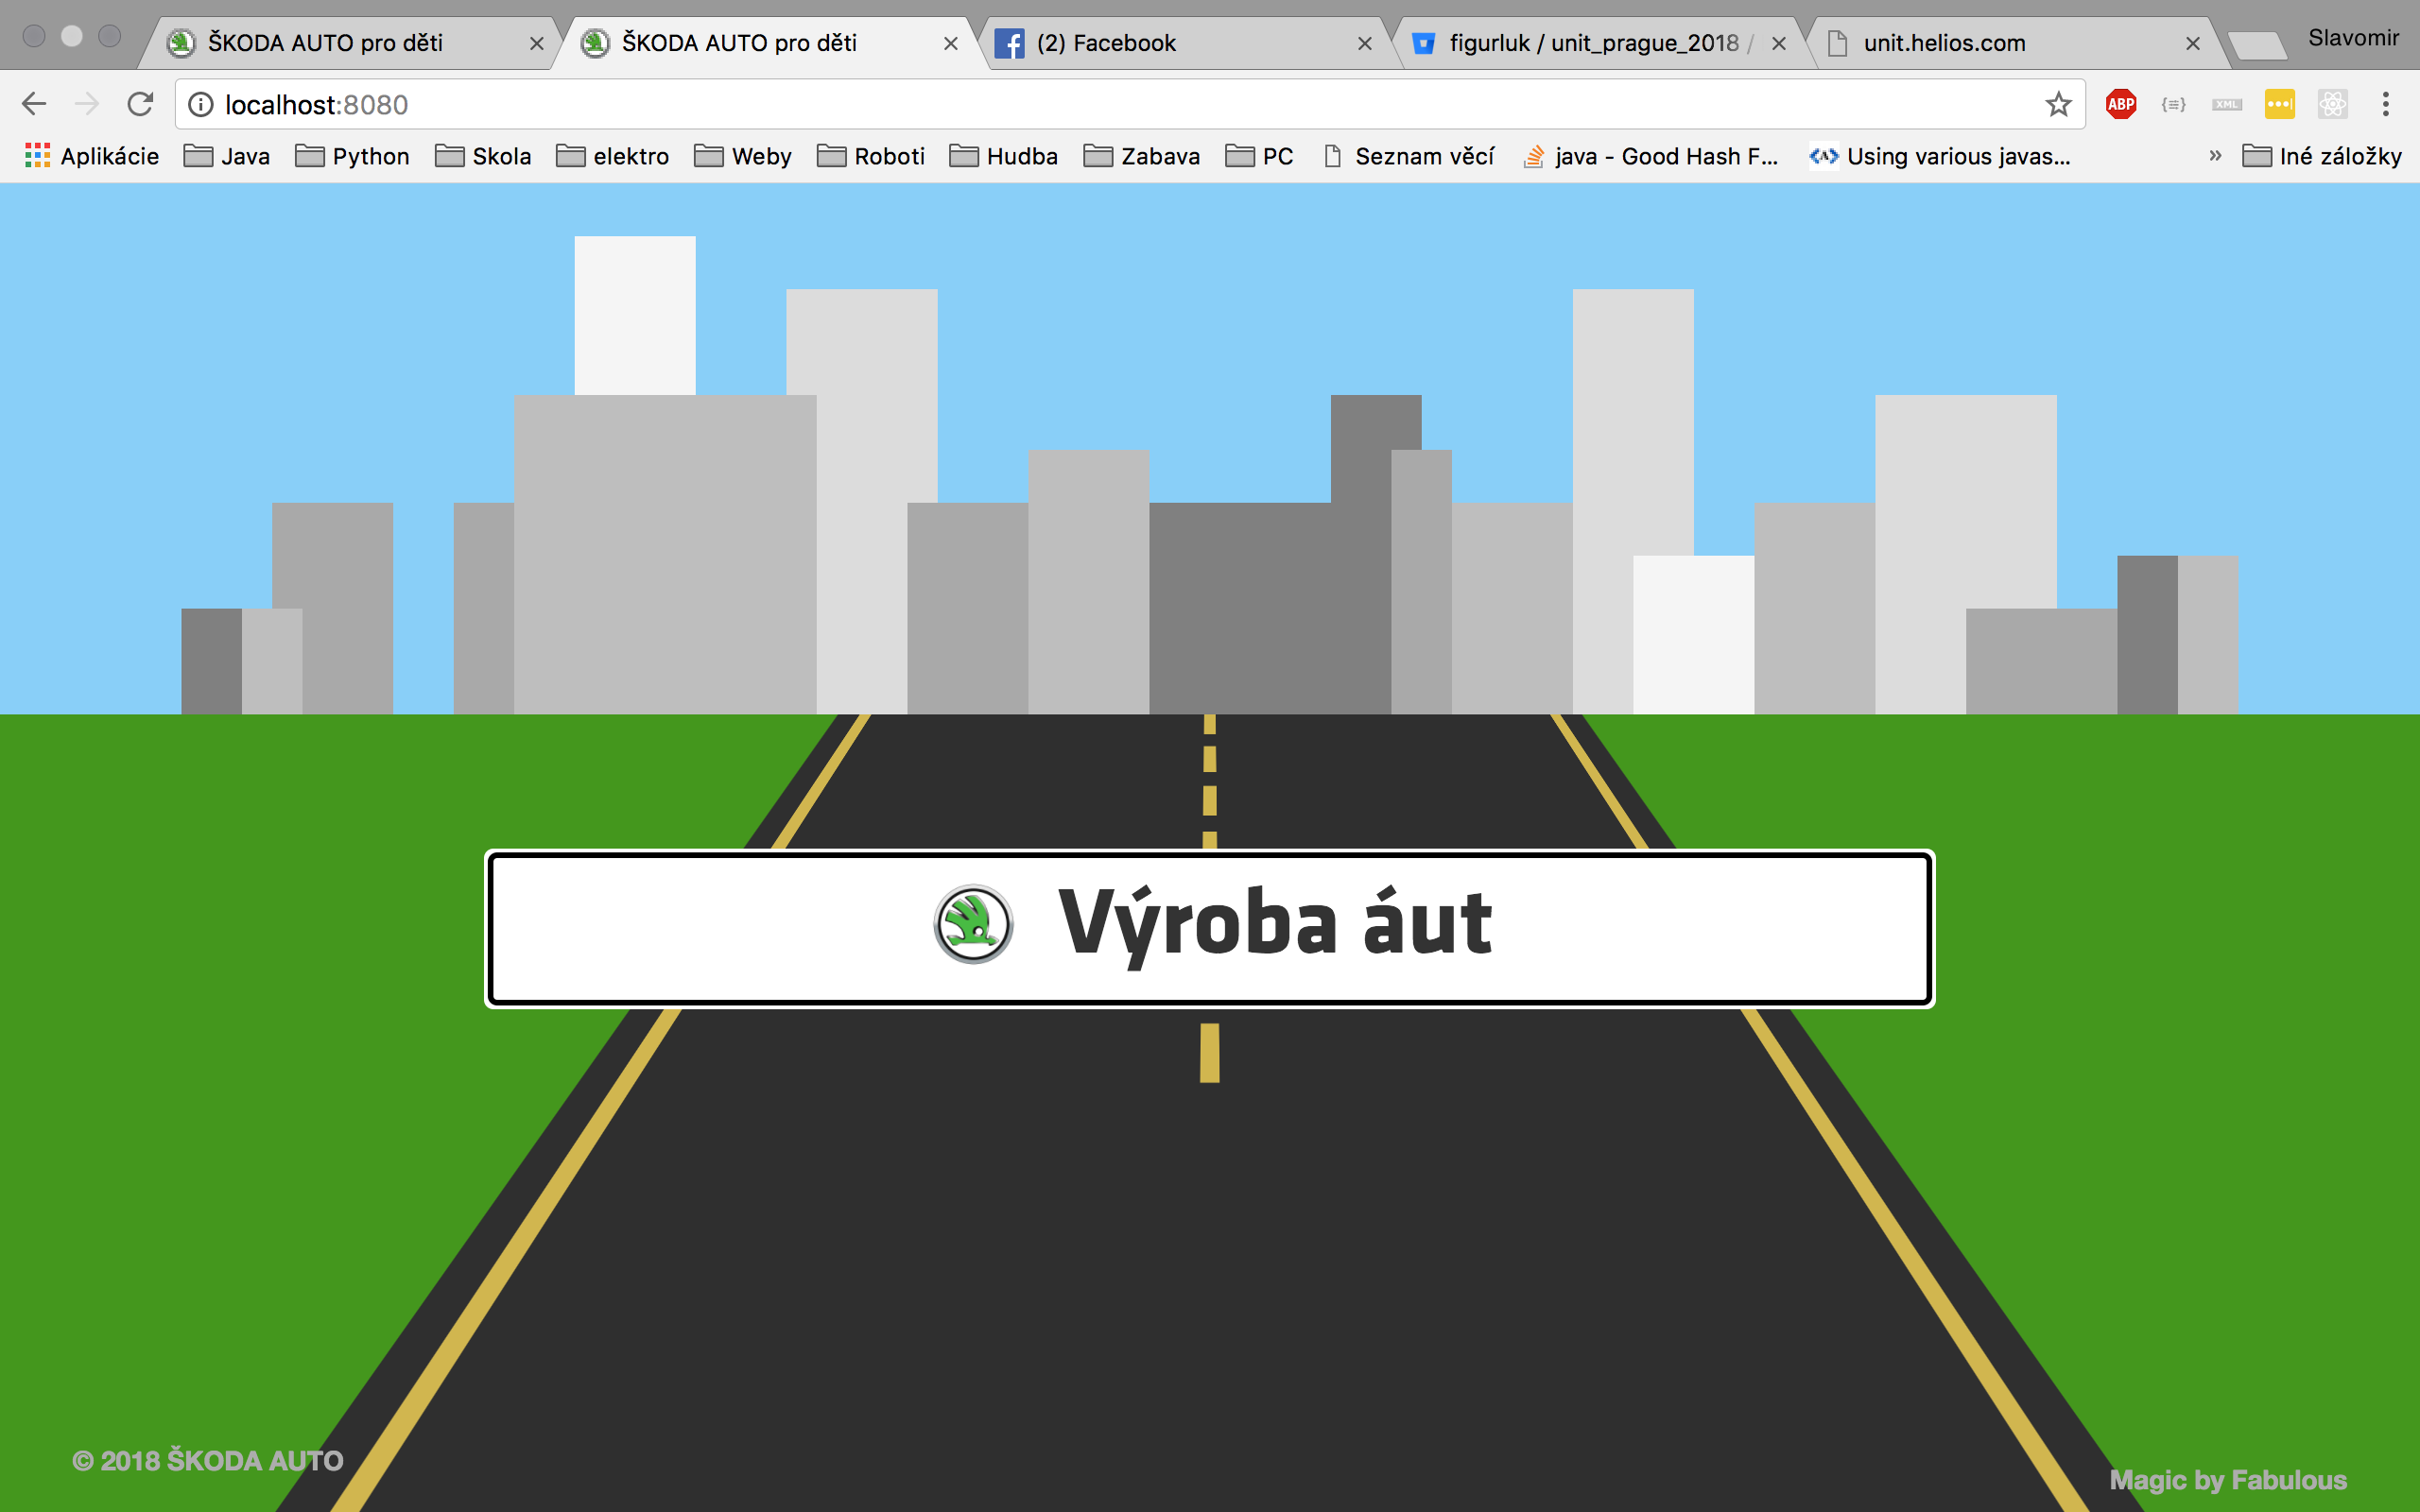 ŠKODA AUTO pro děti
ŠKODA AUTO pro děti
(2) Facebook
figurluk / unit_prague_2018 /
unit.helios.com
Slavomir
localhost:8080
ABP
{≡}
XML
Aplikácie
Java
Python
Skola
elektro
Weby
Roboti
Hudba
Zabava
PC
Seznam věcí
java - Good Hash F...
Using various javas...
»
Iné záložky
Výroba áut
© 2018 ŠKODA AUTO
Magic by Fabulous